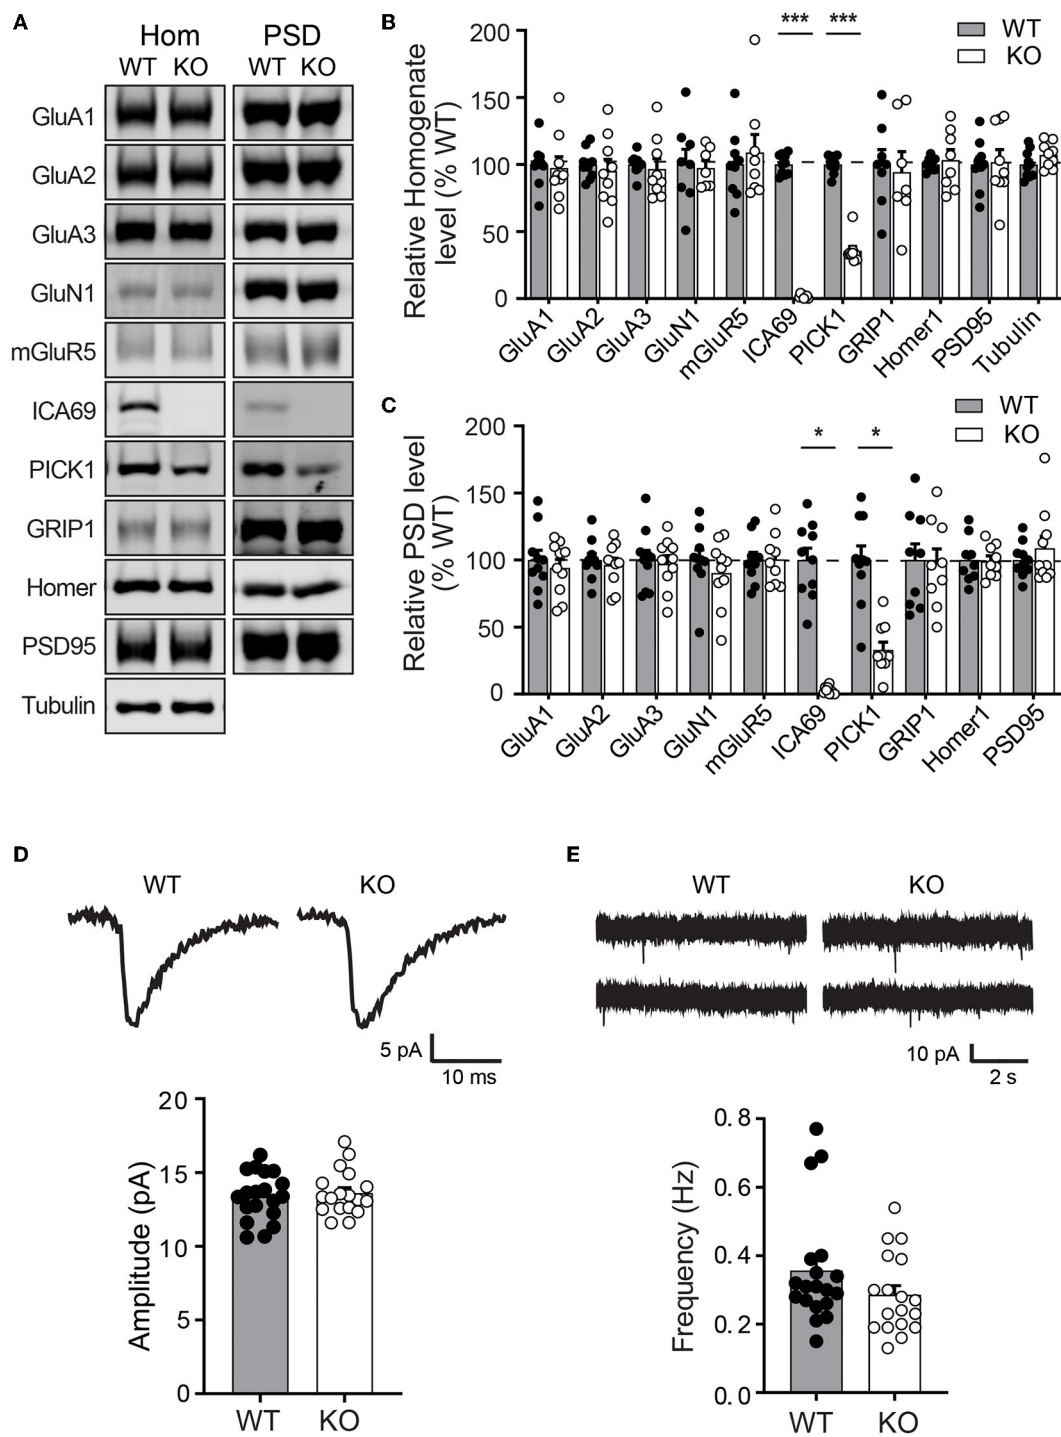 A
Hom PSD
WT KO WT KO
GluA1
GluA2
GluA3
GluN1
mGluR5
ICA69
PICK1
GRIP1
Homer
PSD95
Tubulin
B
Relative Homogenate
level (% WT)
200
150
100
50
0
*** ***
WT
KO
GluA1 GluA2 GluA3 GluN1 mGluR5 ICA69 PICK1 GRIP1 Homer1 PSD95 Tubulin
C
Relative PSD level
(% WT)
200
150
100
50
0
* *
WT
KO
GluA1 GluA2 GluA3 GluN1 mGluR5 ICA69 PICK1 GRIP1 Homer1 PSD95
D
WT KO
5 pA
10 ms
Amplitude (pA)
20
15
10
5
0
WT KO
E
WT KO
10 pA
2 s
Frequency (Hz)
0.8
0.6
0.4
0.2
0.0
WT KO